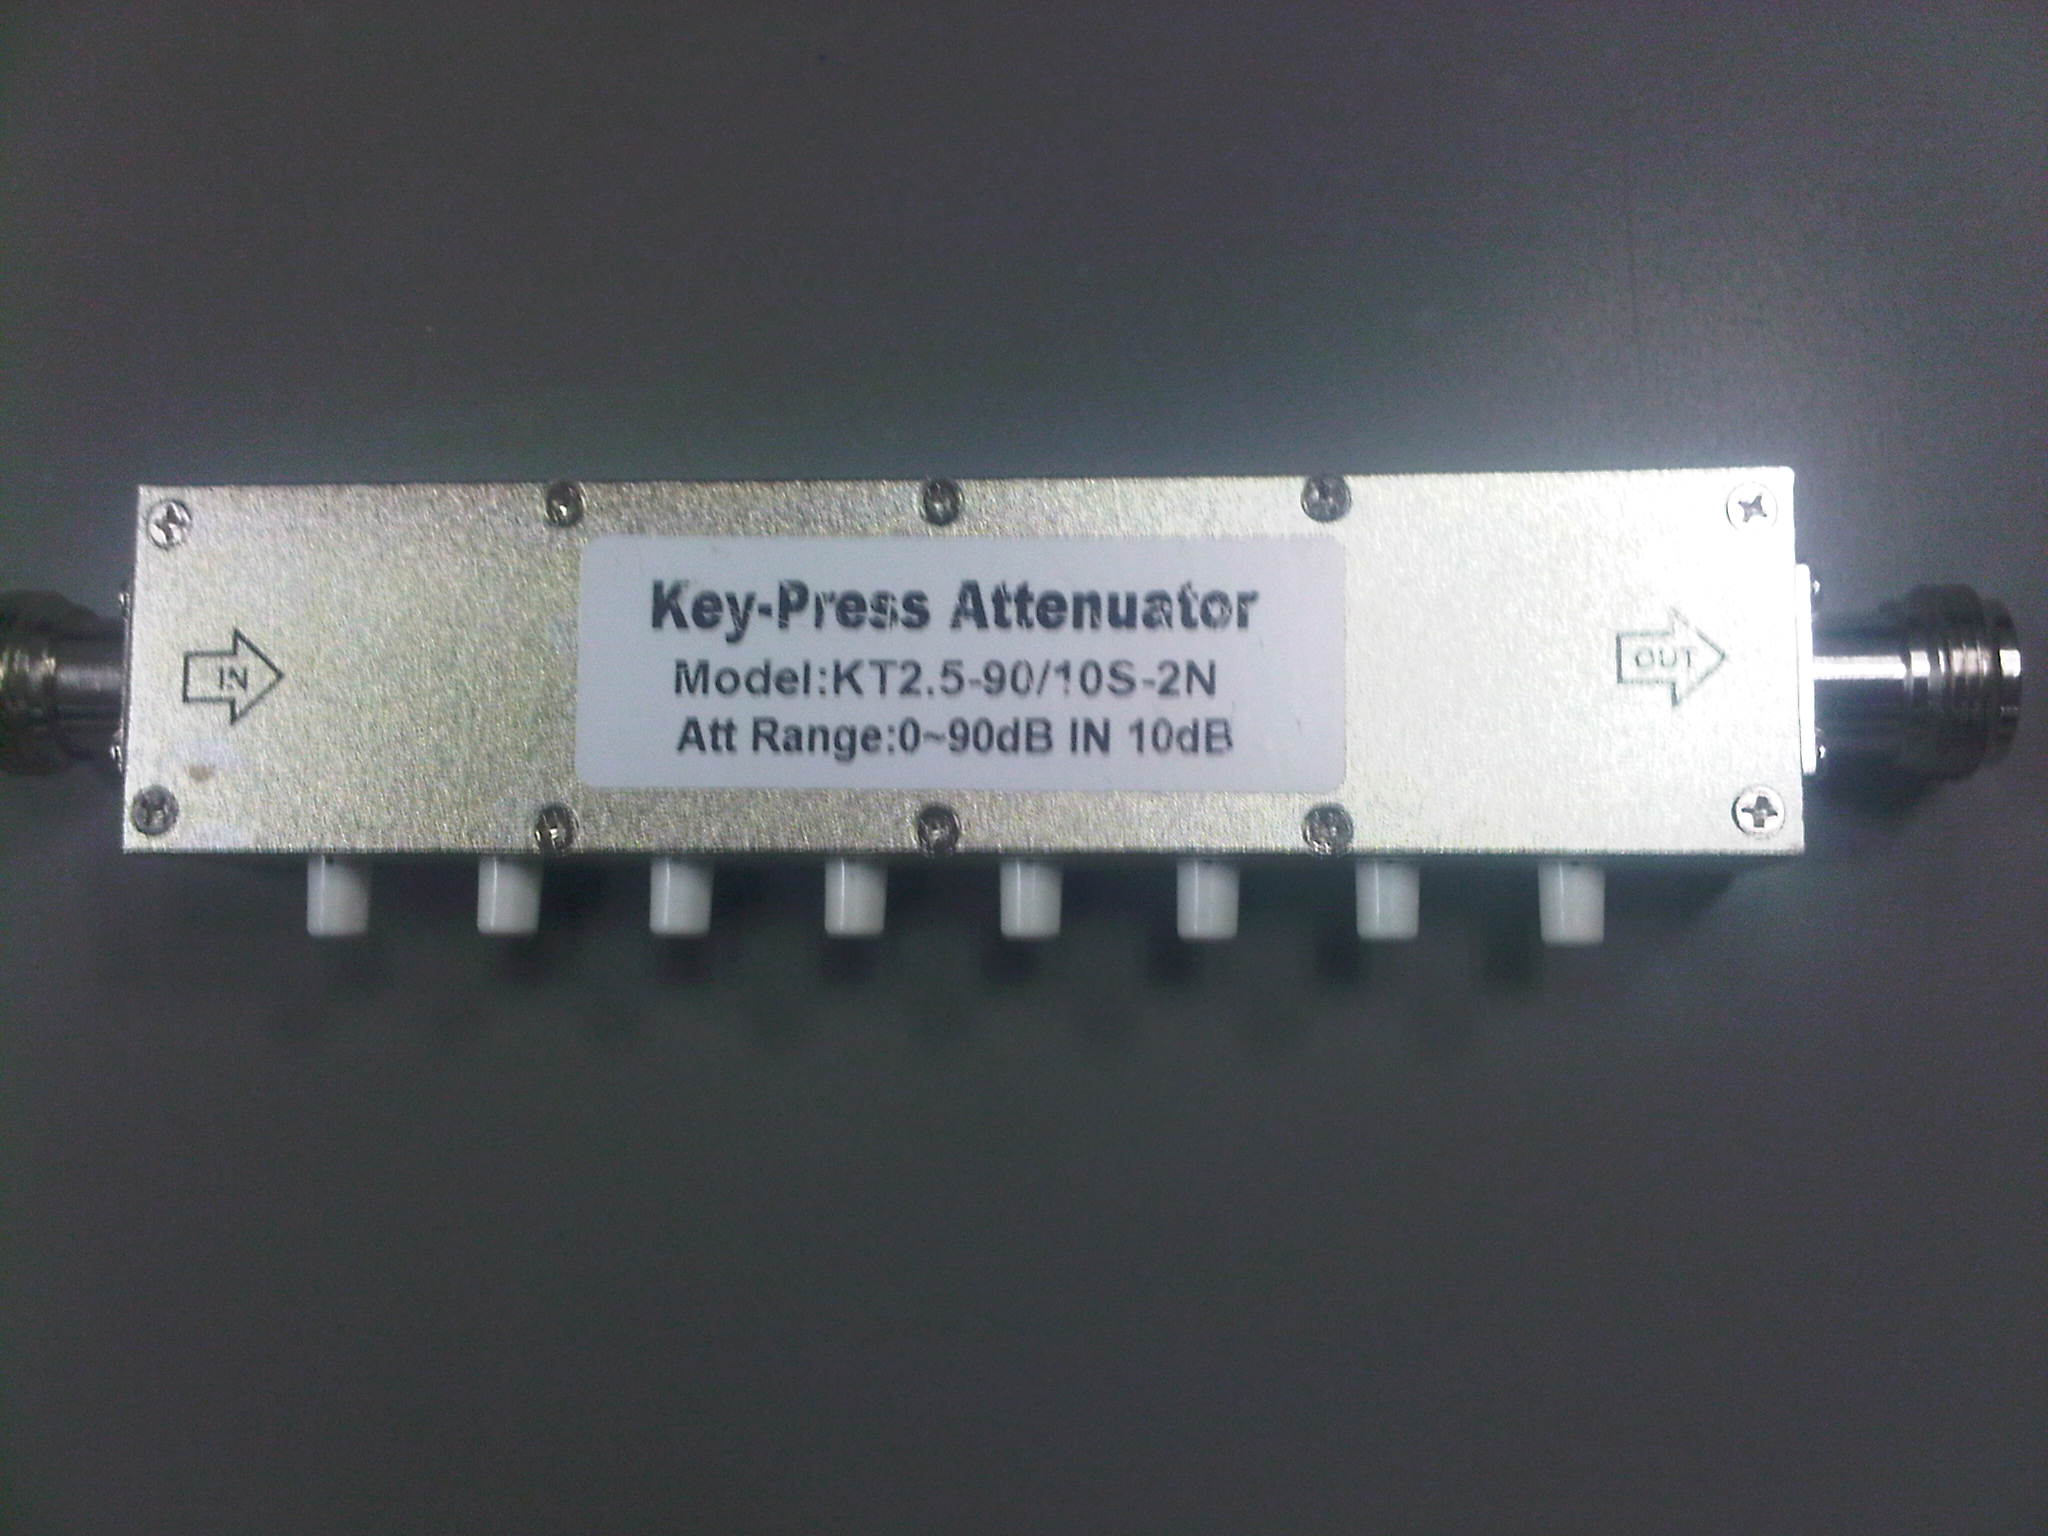 Key-Press Attenuator
Model:KT2.5-90/10S-2N
Att Range:0~90dB IN 10dB
IN
OUT